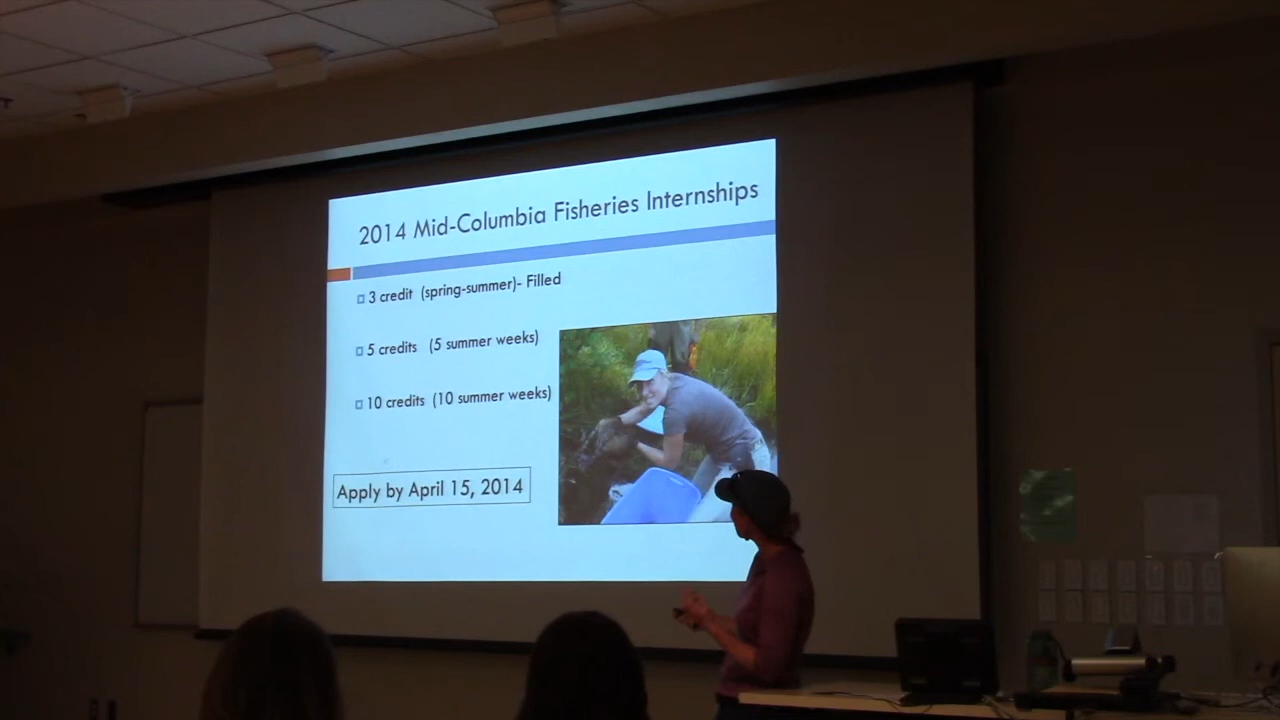 2014 Mid-Columbia Fisheries Internships
3 credit (spring-summer)- Filled
5 credits (5 summer weeks)
10 credits (10 summer weeks)
Apply by April 15, 2014